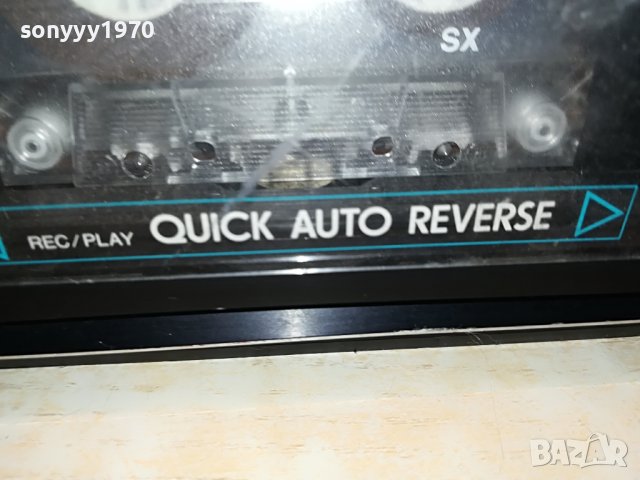 sonyyy1970
SX
REC/PLAY QUICK AUTO REVERSE
BAZAR